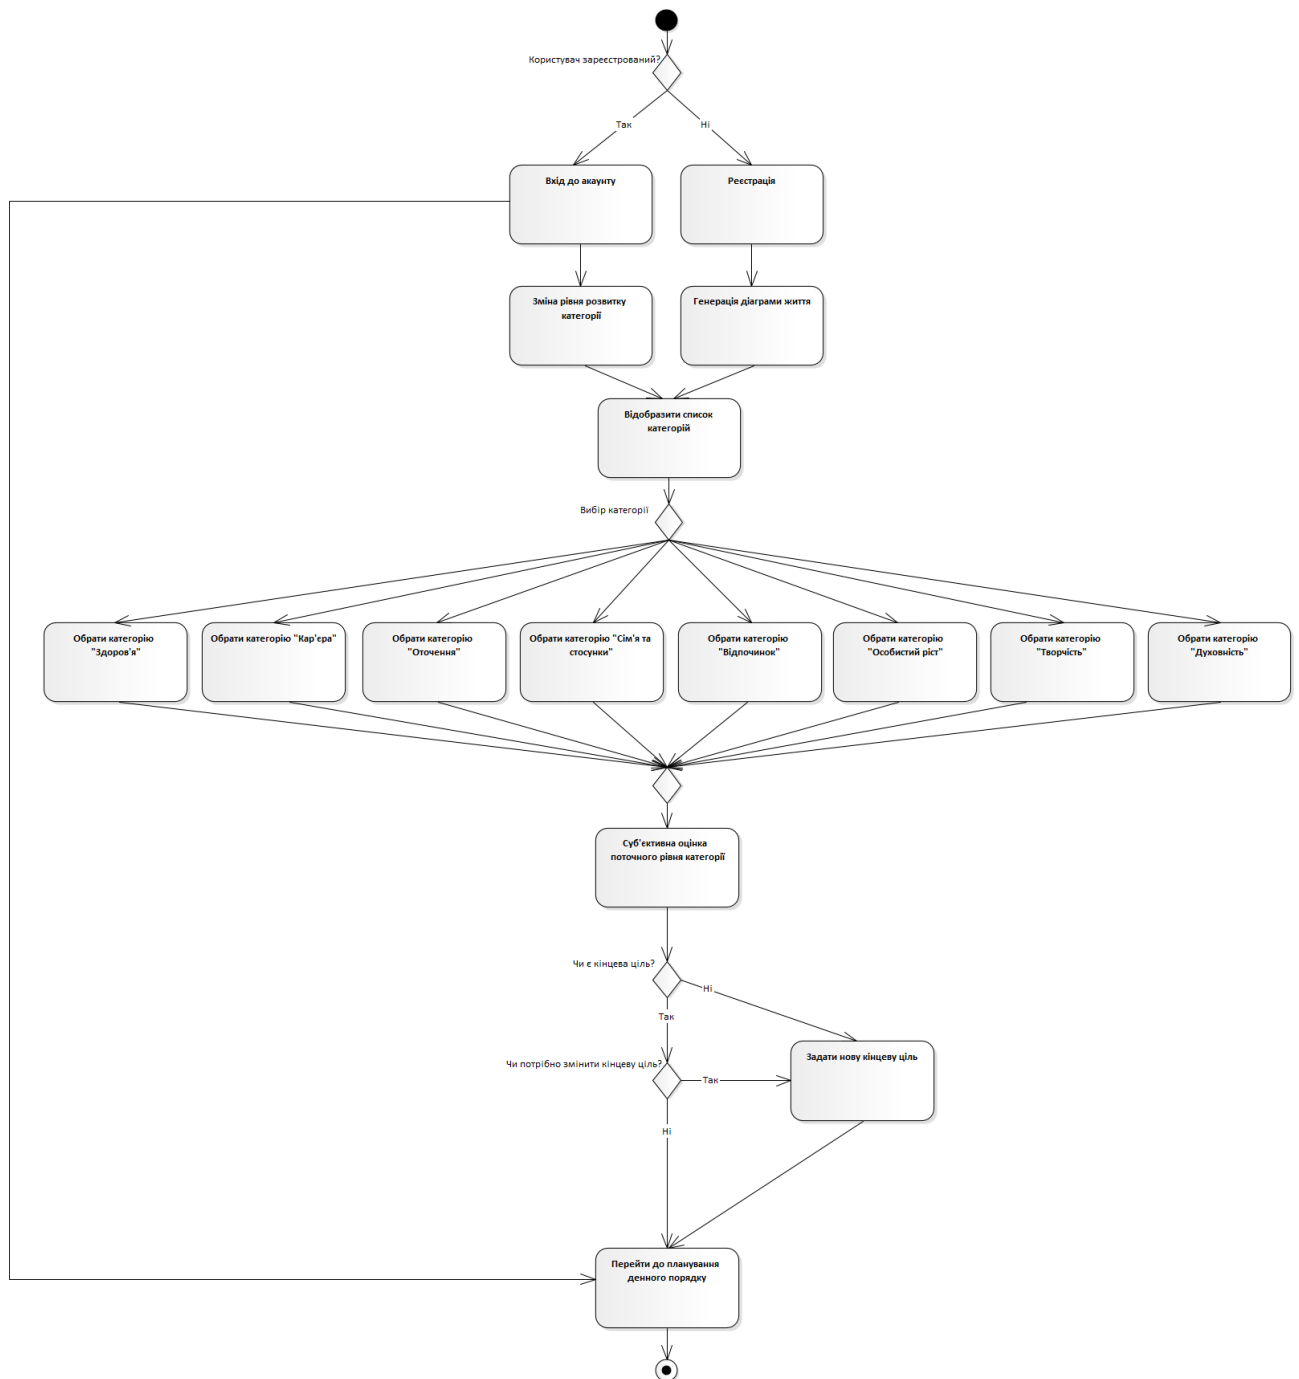 Користувач зареєстрований?
Так
Ні
Вхід до акаунту
Реєстрація
Зміна рівня розвитку
категорії
Генерація діаграми життя
Відобразити список
категорій
Вибір категорії
Обрати категорію
"Здоров'я"
Обрати категорію "Кар'єра"
Обрати категорію
"Оточення"
Обрати категорію "Сім'я та
стосунки"
Обрати категорію
"Відпочинок"
Обрати категорію
"Особистий ріст"
Обрати категорію
"Творчість"
Обрати категорію
"Духовність"
Суб'єктивна оцінка
поточного рівня категорії
Чи є кінцева ціль?
Ні
Так
Задати нову кінцеву ціль
Чи потрібно змінити кінцеву ціль?
Так
Ні
Перейти до планування
денного порядку